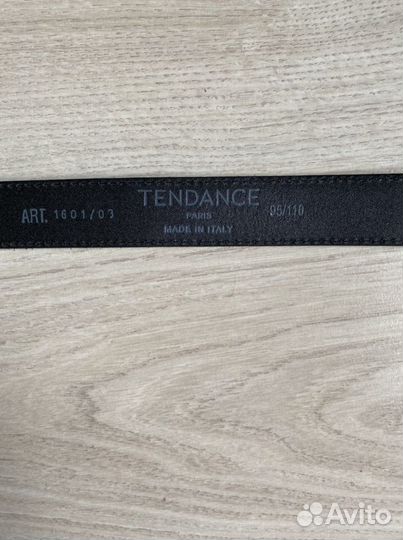 TENDANCE
ART. 1601/03 PARIS 95/110
MADE IN ITALY
Avito